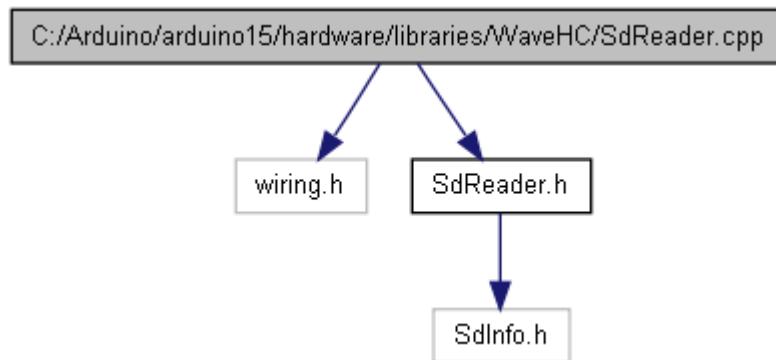 C:/Arduino/arduino15/hardware/libraries/WaveHC/SdReader.cpp
wiring.h
SdReader.h
SdInfo.h